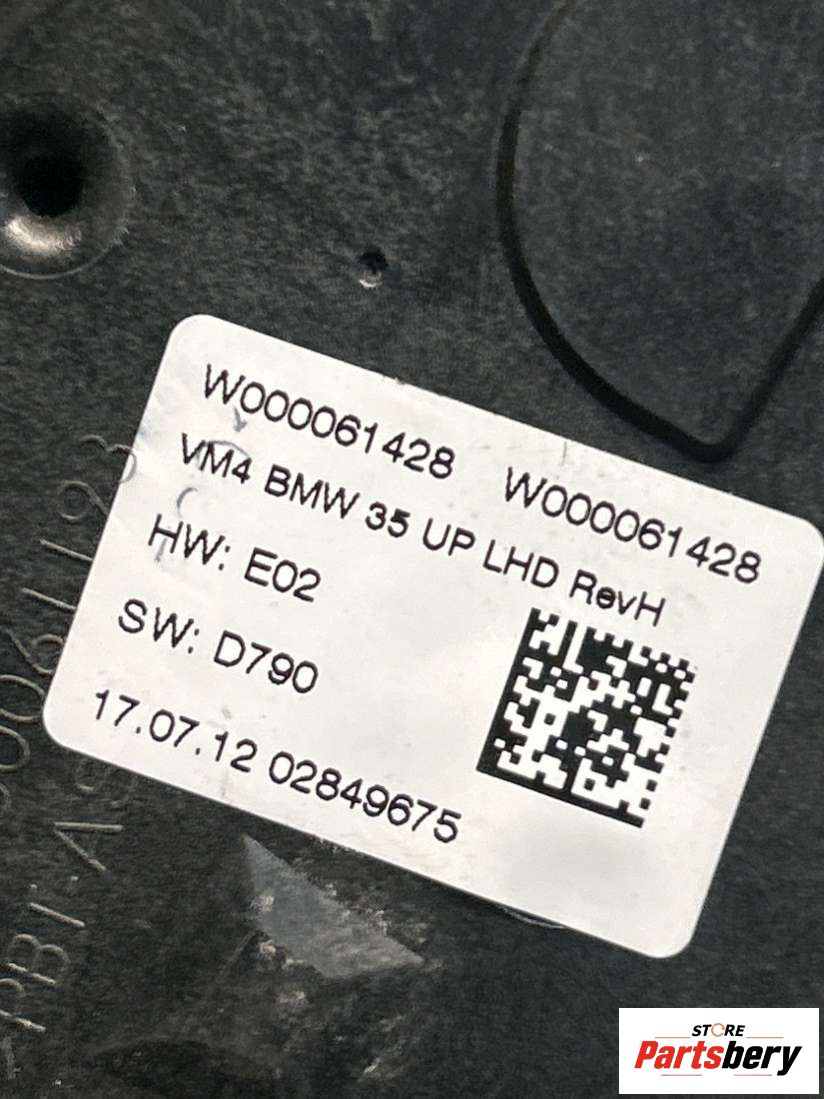 W000061428 W000061428
VM4 BMW 35 UP LHD RevH
HW: E02
SW: D790
17.07.12 02849675
STORE
Partsbery